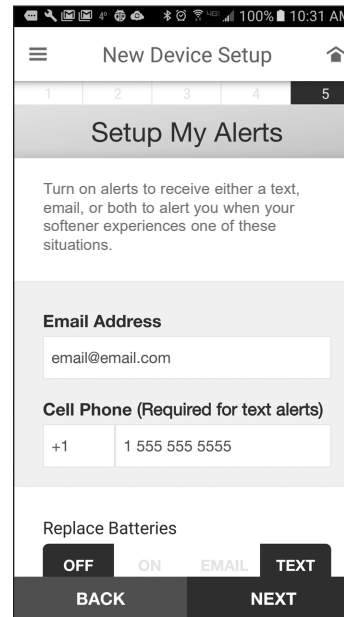 4° 4G 100% 10:31 AM
New Device Setup
1 2 3 4 5
Setup My Alerts
Turn on alerts to receive either a text,
email, or both to alert you when your
softener experiences one of these
situations.
Email Address
email@email.com
Cell Phone (Required for text alerts)
+1 1 555 555 5555
Replace Batteries
OFF ON EMAIL TEXT
BACK NEXT